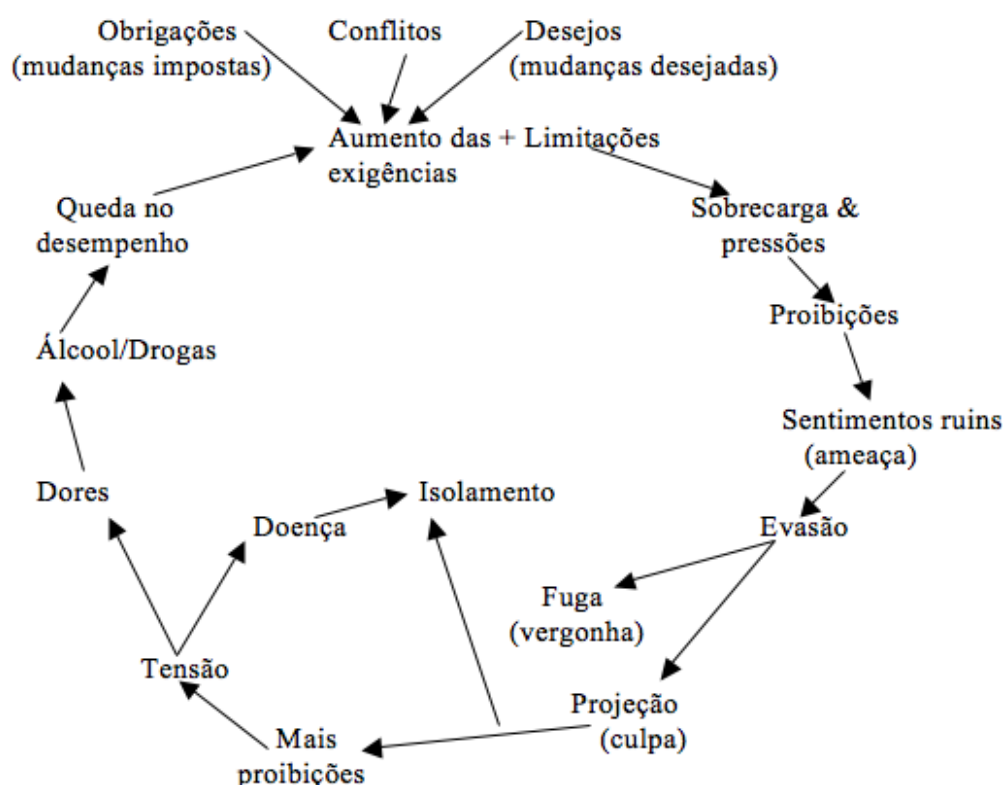 Obrigações
(mudanças impostas)
Conflitos
Desejos
(mudanças desejadas)
Aumento das + Limitações
exigências
Sobrecarga &
pressões
Proibições
Sentimentos ruins
(ameaça)
Evasão
Fuga
(vergonha)
Projeção
(culpa)
Mais
proibições
Tensão
Doença
Isolamento
Dores
Álcool/Drogas
Queda no
desempenho